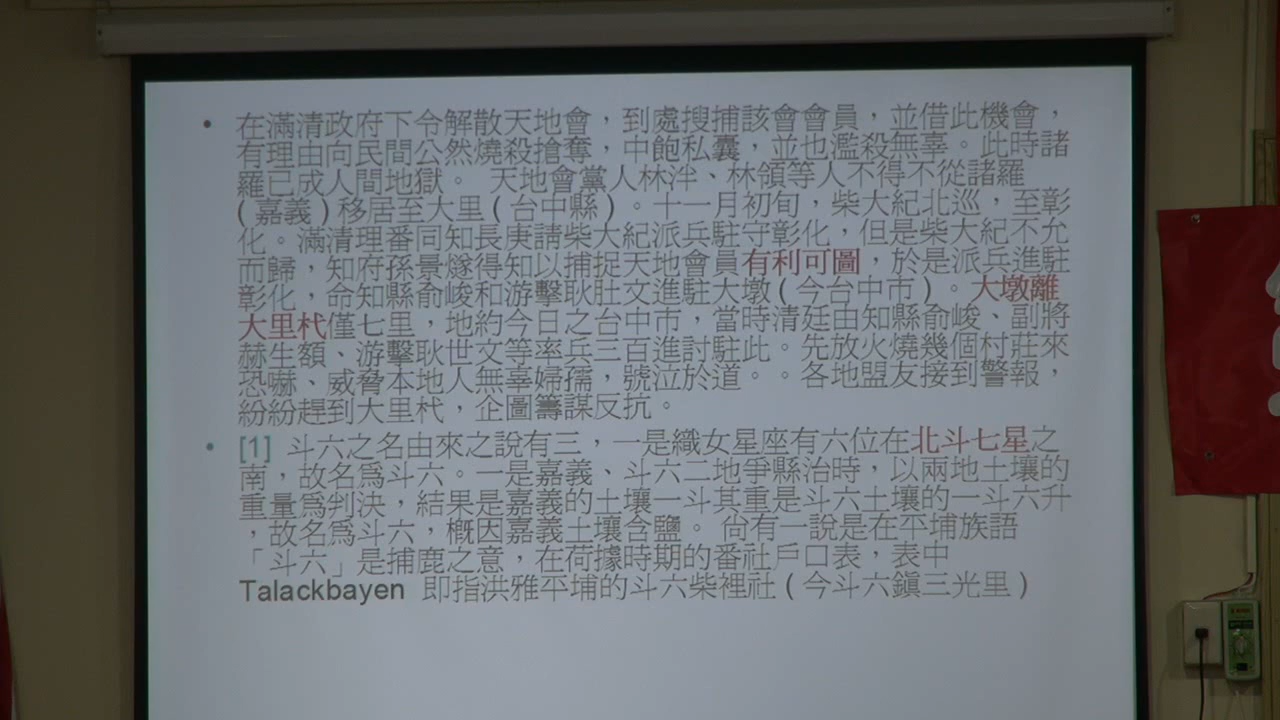 • 在滿清政府下令解散天地會，到處搜捕該會會員，並借此機會，
有理由向民間公然燒殺搶奪，中飽私囊，並也濫殺無辜。此時諸
羅已成人間地獄。 天地會黨人林泮、林領等人不得不從諸羅
(嘉義)移居至大里(台中縣)。十一月初旬，柴大紀北巡，至彰
化。滿清理番同知長庚請柴大紀派兵駐守彰化，但是柴大紀不允
而歸，知府孫景燧得知以捕捉天地會員有利可圖，於是派兵進駐
彰化，命知縣俞峻和游擊耿肚文進駐大墩(今台中市)。大墩離
大里杙僅七里，地約今日之台中市，當時清廷由知縣俞峻、副將
赫生額、游擊耿世文等率兵三百進討駐此。先放火燒幾個村莊來
恐嚇、威脅本地人無辜婦孺，號泣於道。。各地盟友接到警報，
紛紛趕到大里杙，企圖籌謀反抗。
• [1] 斗六之名由來之說有三，一是織女星座有六位在北斗七星之
南，故名為斗六。一是嘉義、斗六二地爭縣治時，以兩地土壤的
重量為判決，結果是嘉義的土壤一斗其重是斗六土壤的一斗六升
，故名為斗六，概因嘉義土壤含鹽。 尚有一說是在平埔族語
「斗六」是捕鹿之意，在荷據時期的番社戶口表，表中
Talackbayen 即指洪雅平埔的斗六柴裡社(今斗六鎮三光里)